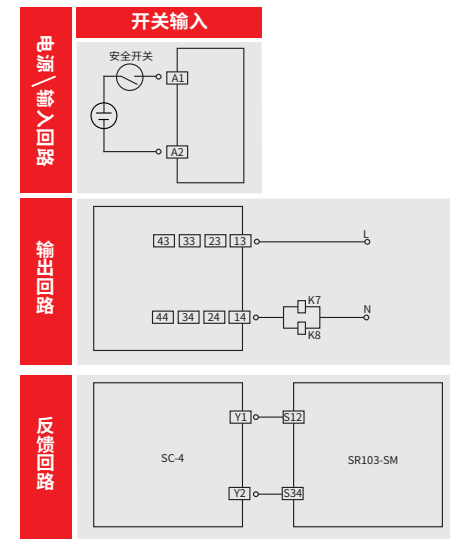 开关输入
电源/输入回路
安全开关
A1
A2
输出回路
43 33 23 13
L
44 34 24 14
K7
K8
N
反馈回路
Y1
S12
SC-4
SR103-SM
Y2
S34